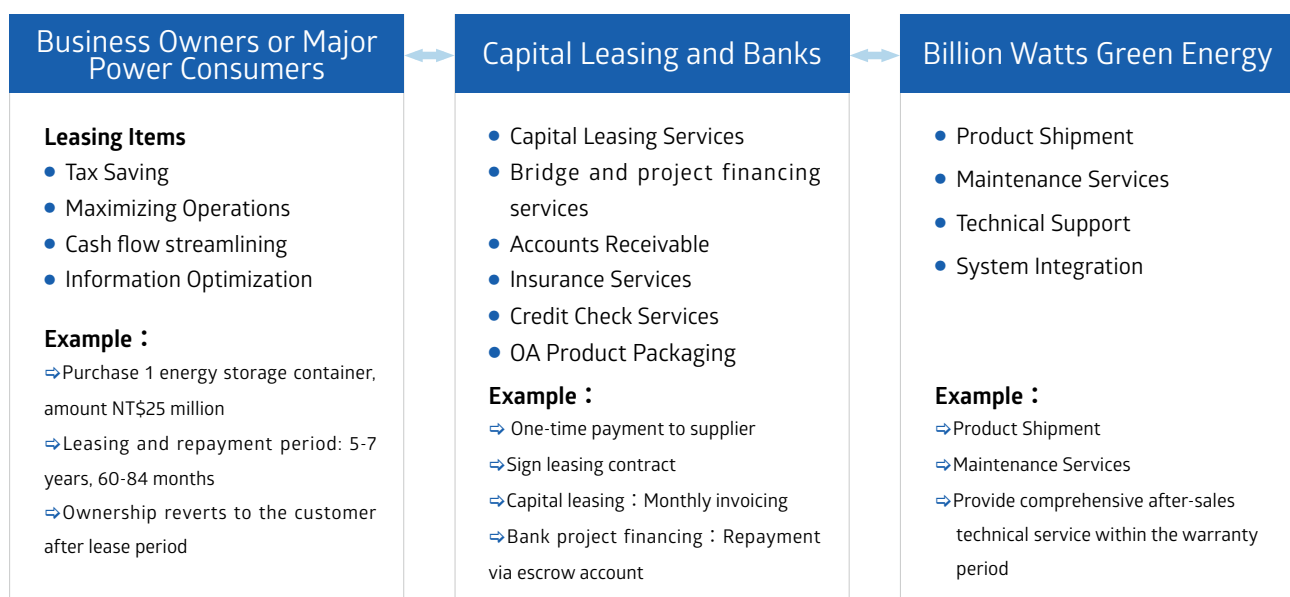 Business Owners or Major
Power Consumers
Leasing Items
● Tax Saving
● Maximizing Operations
● Cash flow streamlining
● Information Optimization
Example：
⇨Purchase 1 energy storage container,
amount NT$25 million
⇨Leasing and repayment period: 5-7
years, 60-84 months
⇨Ownership reverts to the customer
after lease period
Capital Leasing and Banks
● Capital Leasing Services
● Bridge and project financing
services
● Accounts Receivable
● Insurance Services
● Credit Check Services
● OA Product Packaging
Example：
⇨ One-time payment to supplier
⇨Sign leasing contract
⇨Capital leasing：Monthly invoicing
⇨Bank project financing：Repayment
via escrow account
Billion Watts Green Energy
● Product Shipment
● Maintenance Services
● Technical Support
● System Integration
Example：
⇨Product Shipment
⇨Maintenance Services
⇨Provide comprehensive after-sales
technical service within the warranty
period